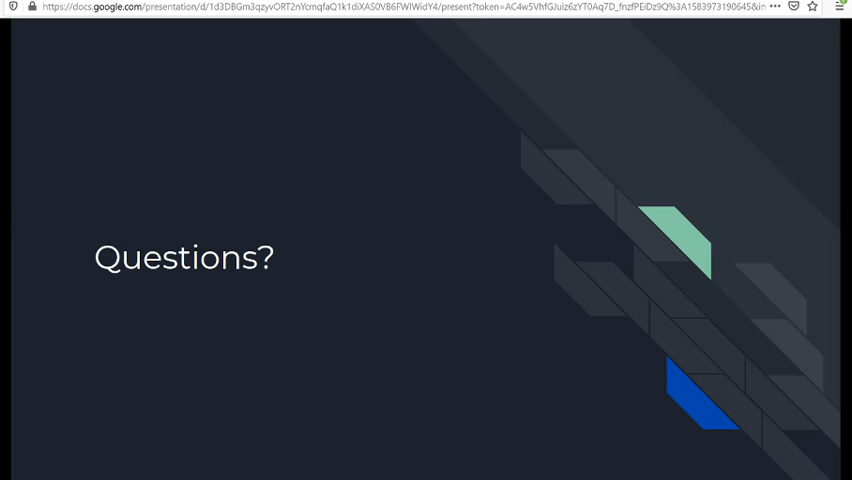 https://docs.google.com/presentation/d/1d3DBGm3qzyvORT2nYcmqfaQ1k1diXAS0VB6FWIWidY4/present?token=AC4w5VhfGJuiz6zYT0Aq7D_fnzfPEiDz9Q%3A1583973190645&in
Questions?